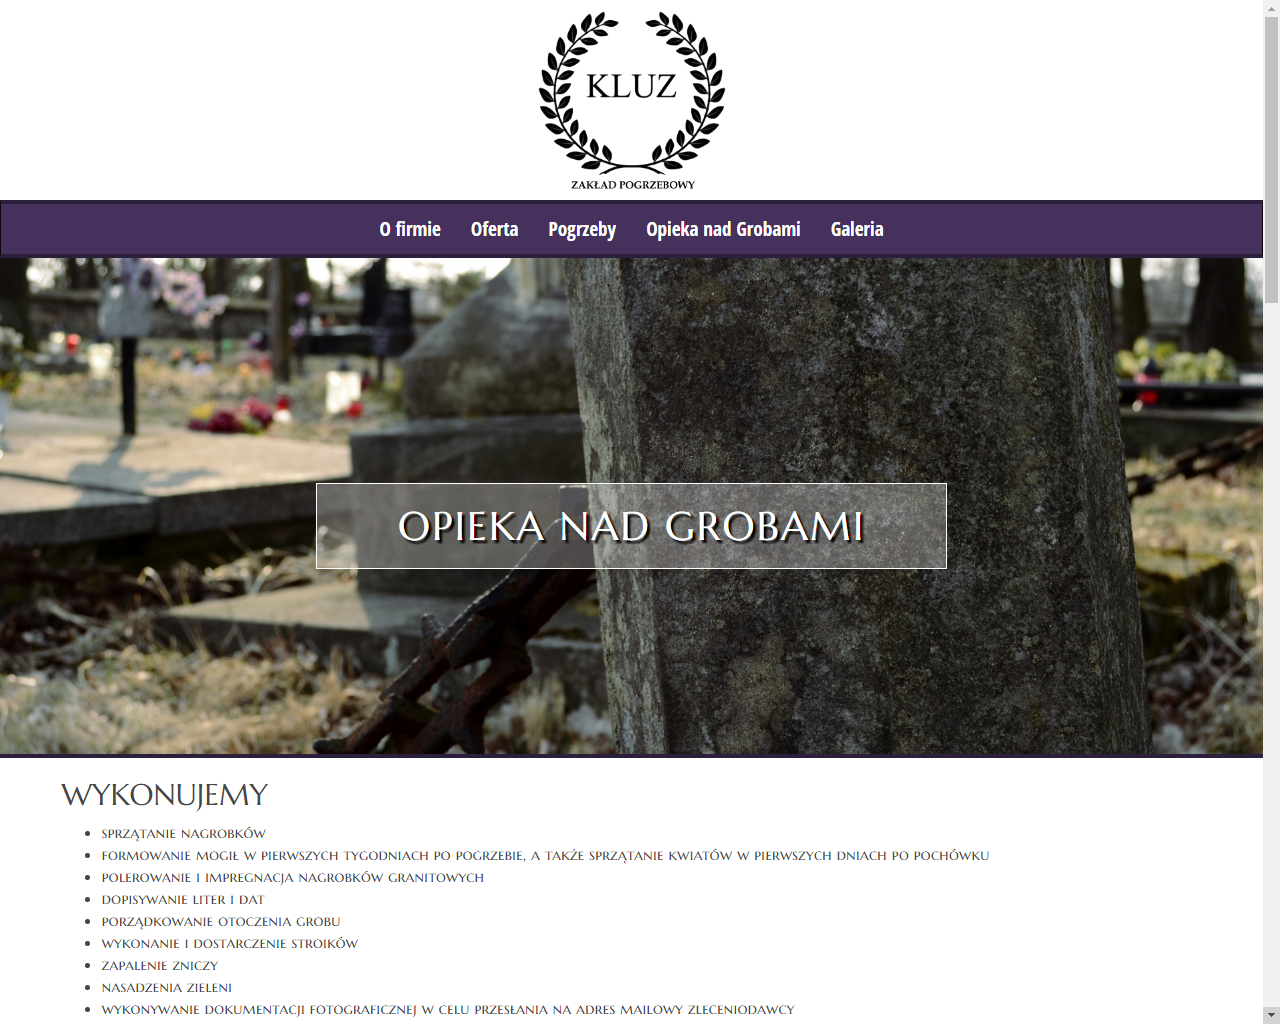 KLUZ
ZAKŁAD POGRZEBOWY
O firmie Oferta Pogrzeby Opieka nad Grobami Galeria
OPIEKA NAD GROBAMI
WYKONUJEMY
SPRZĄTANIE NAGROBKÓW
FORMOWANIE MOGIŁ W PIERWSZYCH TYGODNIACH PO POGRZEBIE, A TAKŻE SPRZĄTANIE KWIATÓW W PIERWSZYCH DNIACH PO POCHÓWKU
POLEROWANIE I IMPREGNACJA NAGROBKÓW GRANITOWYCH
DOPISYWANIE LITER I DAT
PORZĄDKOWANIE OTOCZENIA GROBU
WYKONANIE I DOSTARCZENIE STROIKÓW
ZAPALENIE ZNICZY
NASADZENIA ZIELENI
WYKONYWANIE DOKUMENTACJI FOTOGRAFICZNEJ W CELU PRZESŁANIA NA ADRES MAILOWY ZLECENIODAWCY